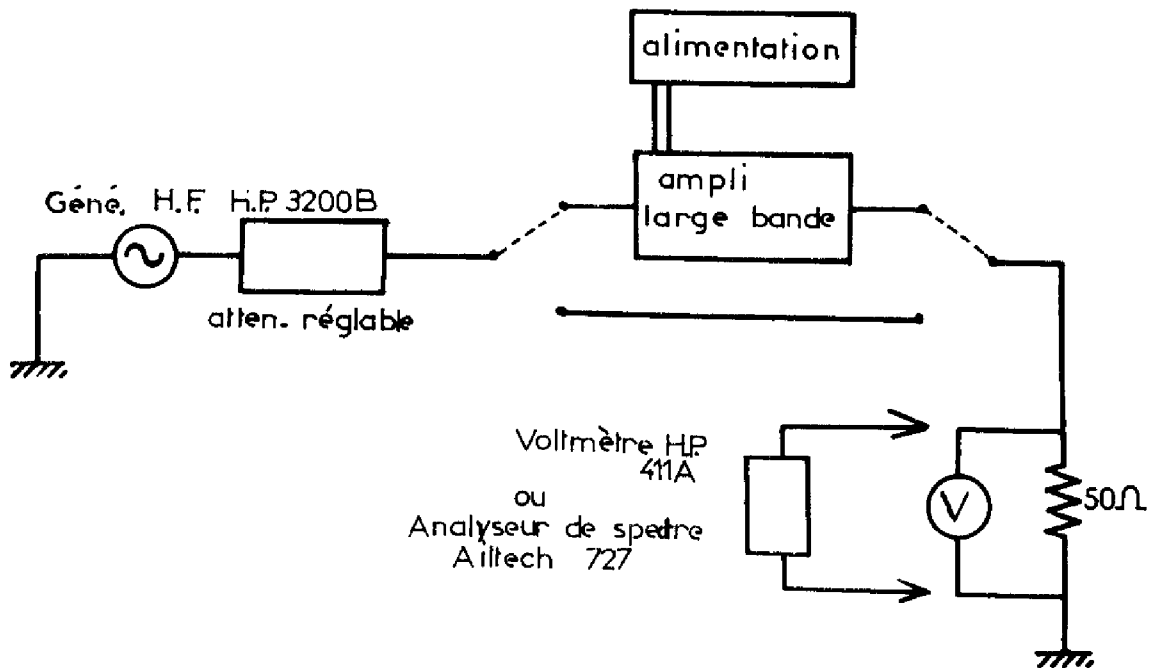 alimentation
ampli
large bande
Géné. H.F. H.P. 3200B
atten. réglable
Voltmètre H.P.
411A
ou
Analyseur de spectre
Ailtech 727
V
50Ω